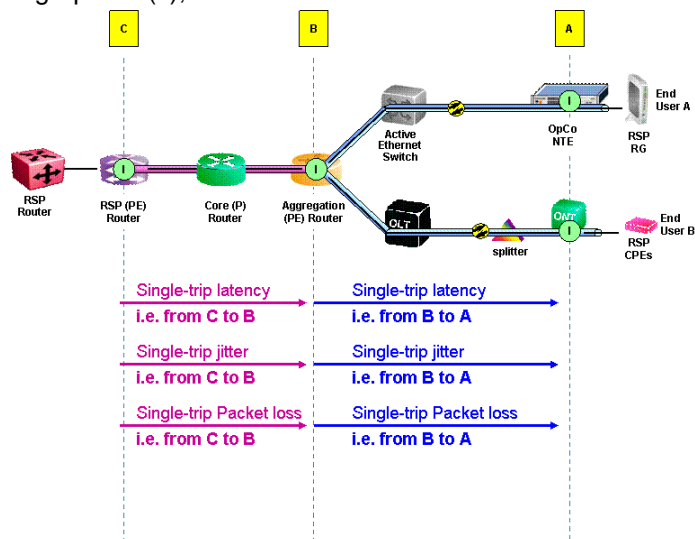 C
B
A
I
Active
Ethernet
Switch
OpCo
NTE
RSP
RG
End
User A
RSP
Router
I
RSP (PE)
Router
Core (P)
Router
I
Aggregation
(PE) Router
OLT
splitter
ONT
I
RSP
CPEs
End
User B
Single-trip latency
i.e. from C to B
Single-trip latency
i.e. from B to A
Single-trip jitter
i.e. from C to B
Single-trip jitter
i.e. from B to A
Single-trip Packet loss
i.e. from C to B
Single-trip Packet loss
i.e. from B to A